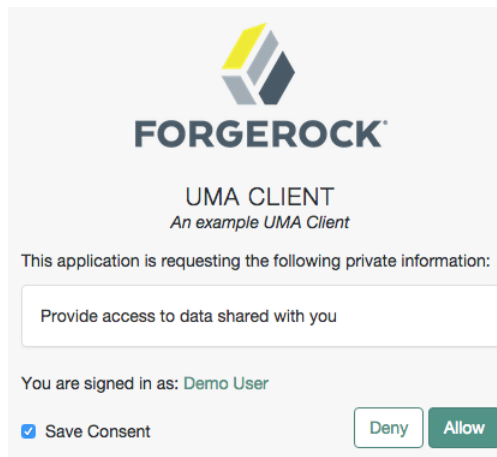 FORGEROCK
UMA CLIENT
An example UMA Client
This application is requesting the following private information:
Provide access to data shared with you
You are signed in as: Demo User
Save Consent
Deny
Allow